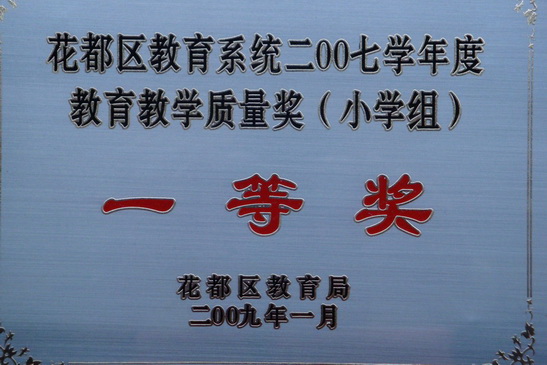 花都区教育系统二00七学年度
教育教学质量奖（小学组）
一等奖
花都区教育局
二00九年一月